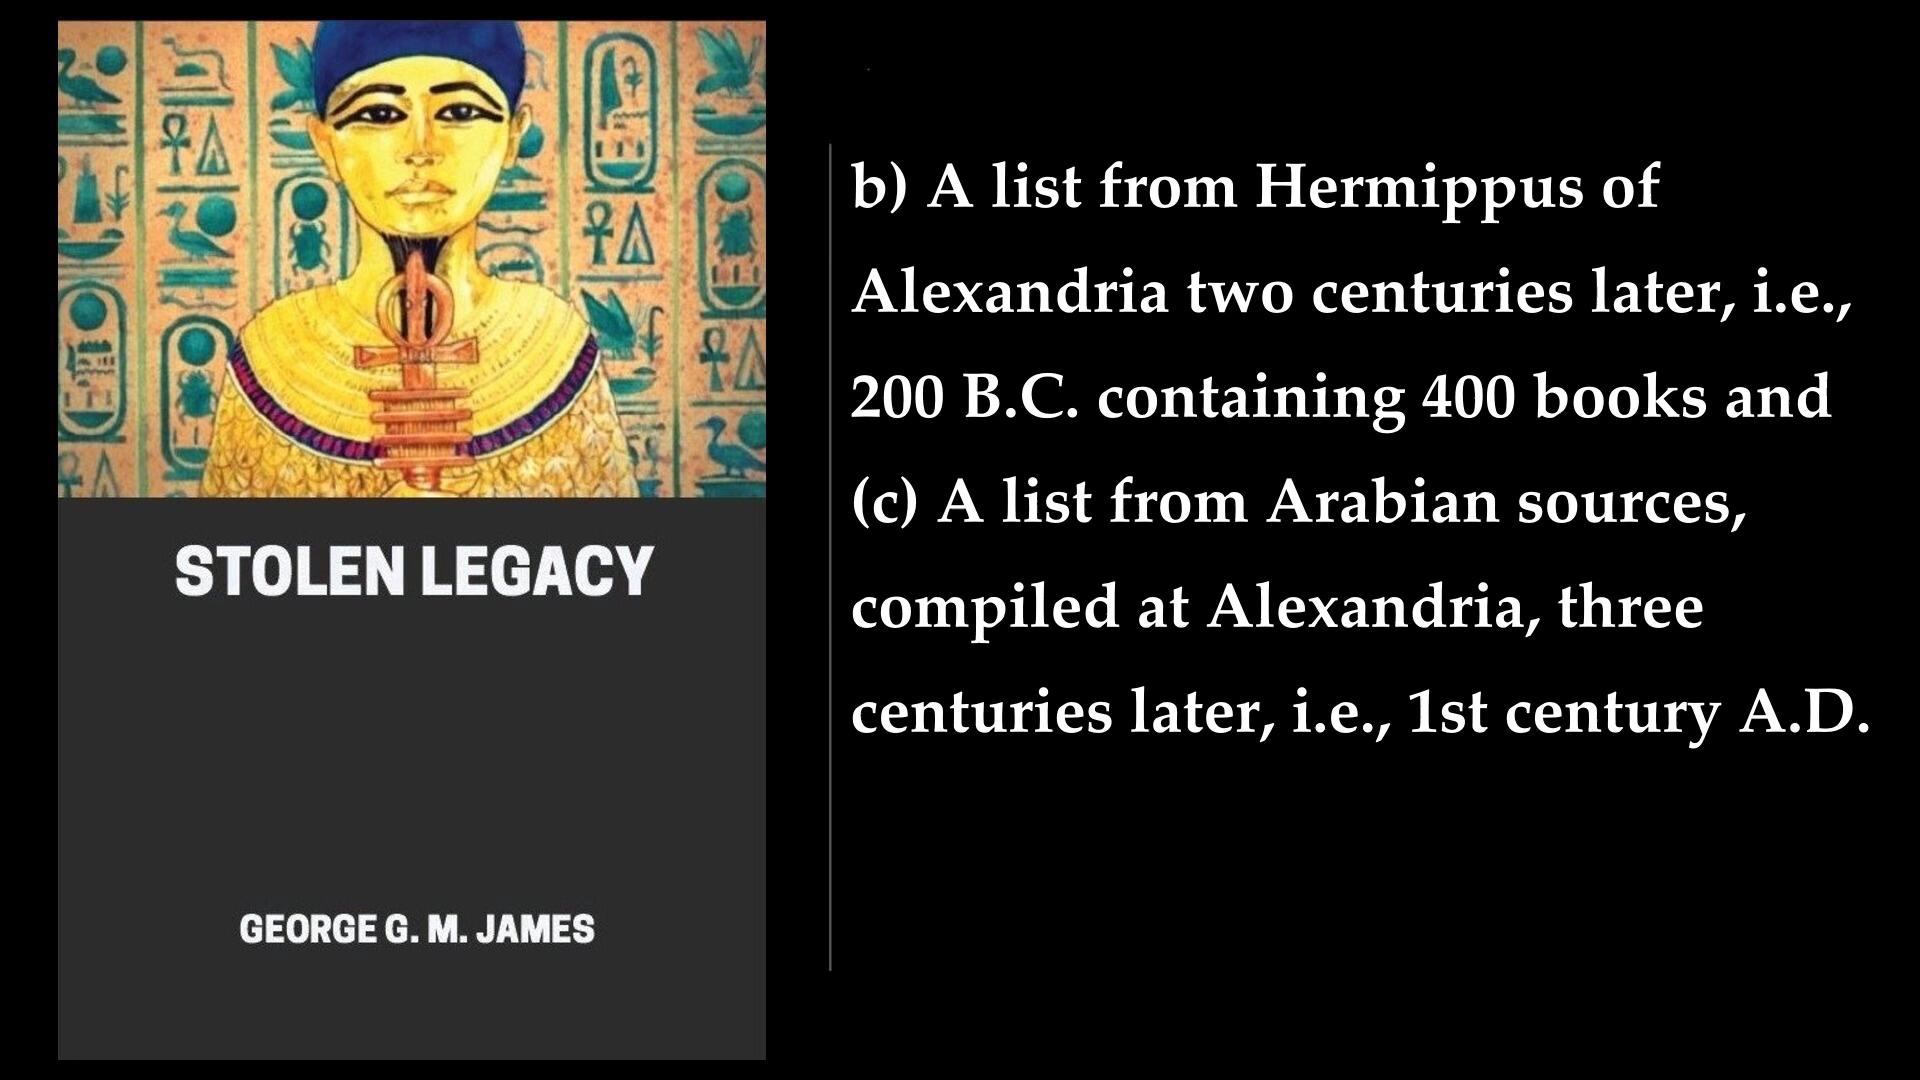 STOLEN LEGACY
GEORGE G. M. JAMES
b) A list from Hermippus of
Alexandria two centuries later, i.e.,
200 B.C. containing 400 books and
(c) A list from Arabian sources,
compiled at Alexandria, three
centuries later, i.e., 1st century A.D.